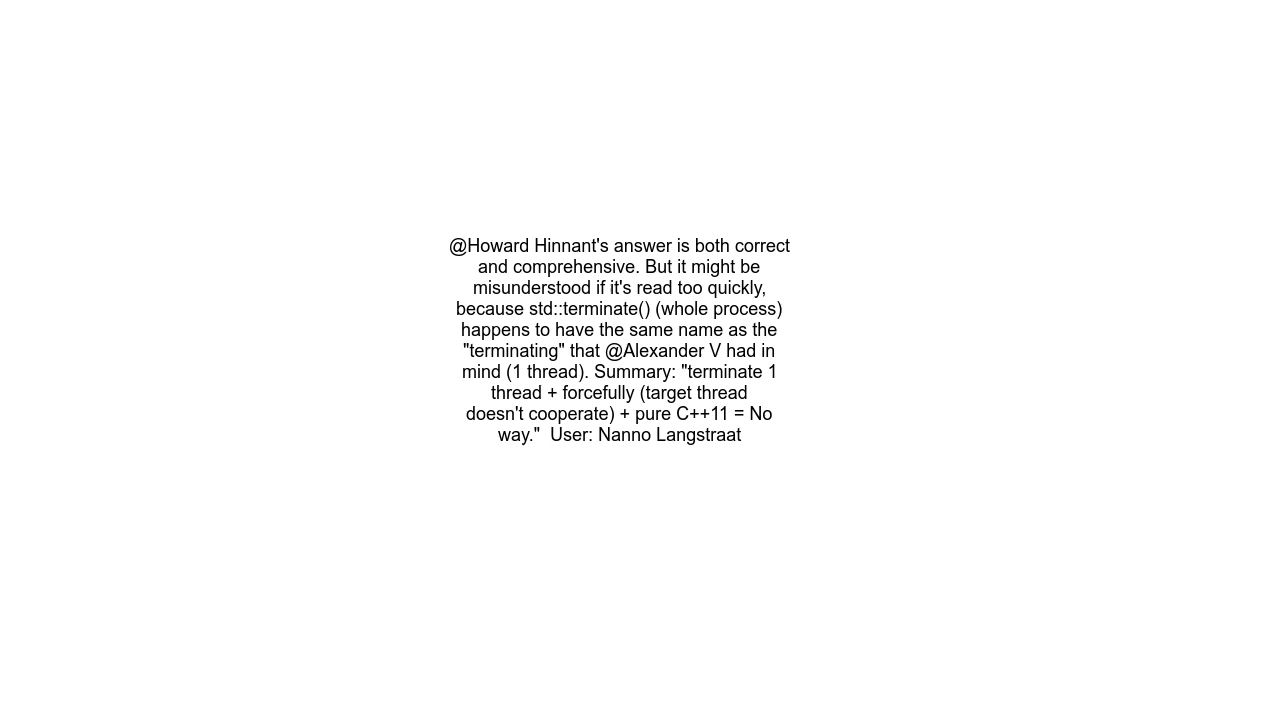 @Howard Hinnant's answer is both correct
and comprehensive. But it might be
misunderstood if it's read too quickly,
because std::terminate() (whole process)
happens to have the same name as the
"terminating" that @Alexander V had in
mind (1 thread). Summary: "terminate 1
thread + forcefully (target thread
doesn't cooperate) + pure C++11 = No
way."  User: Nanno Langstraat